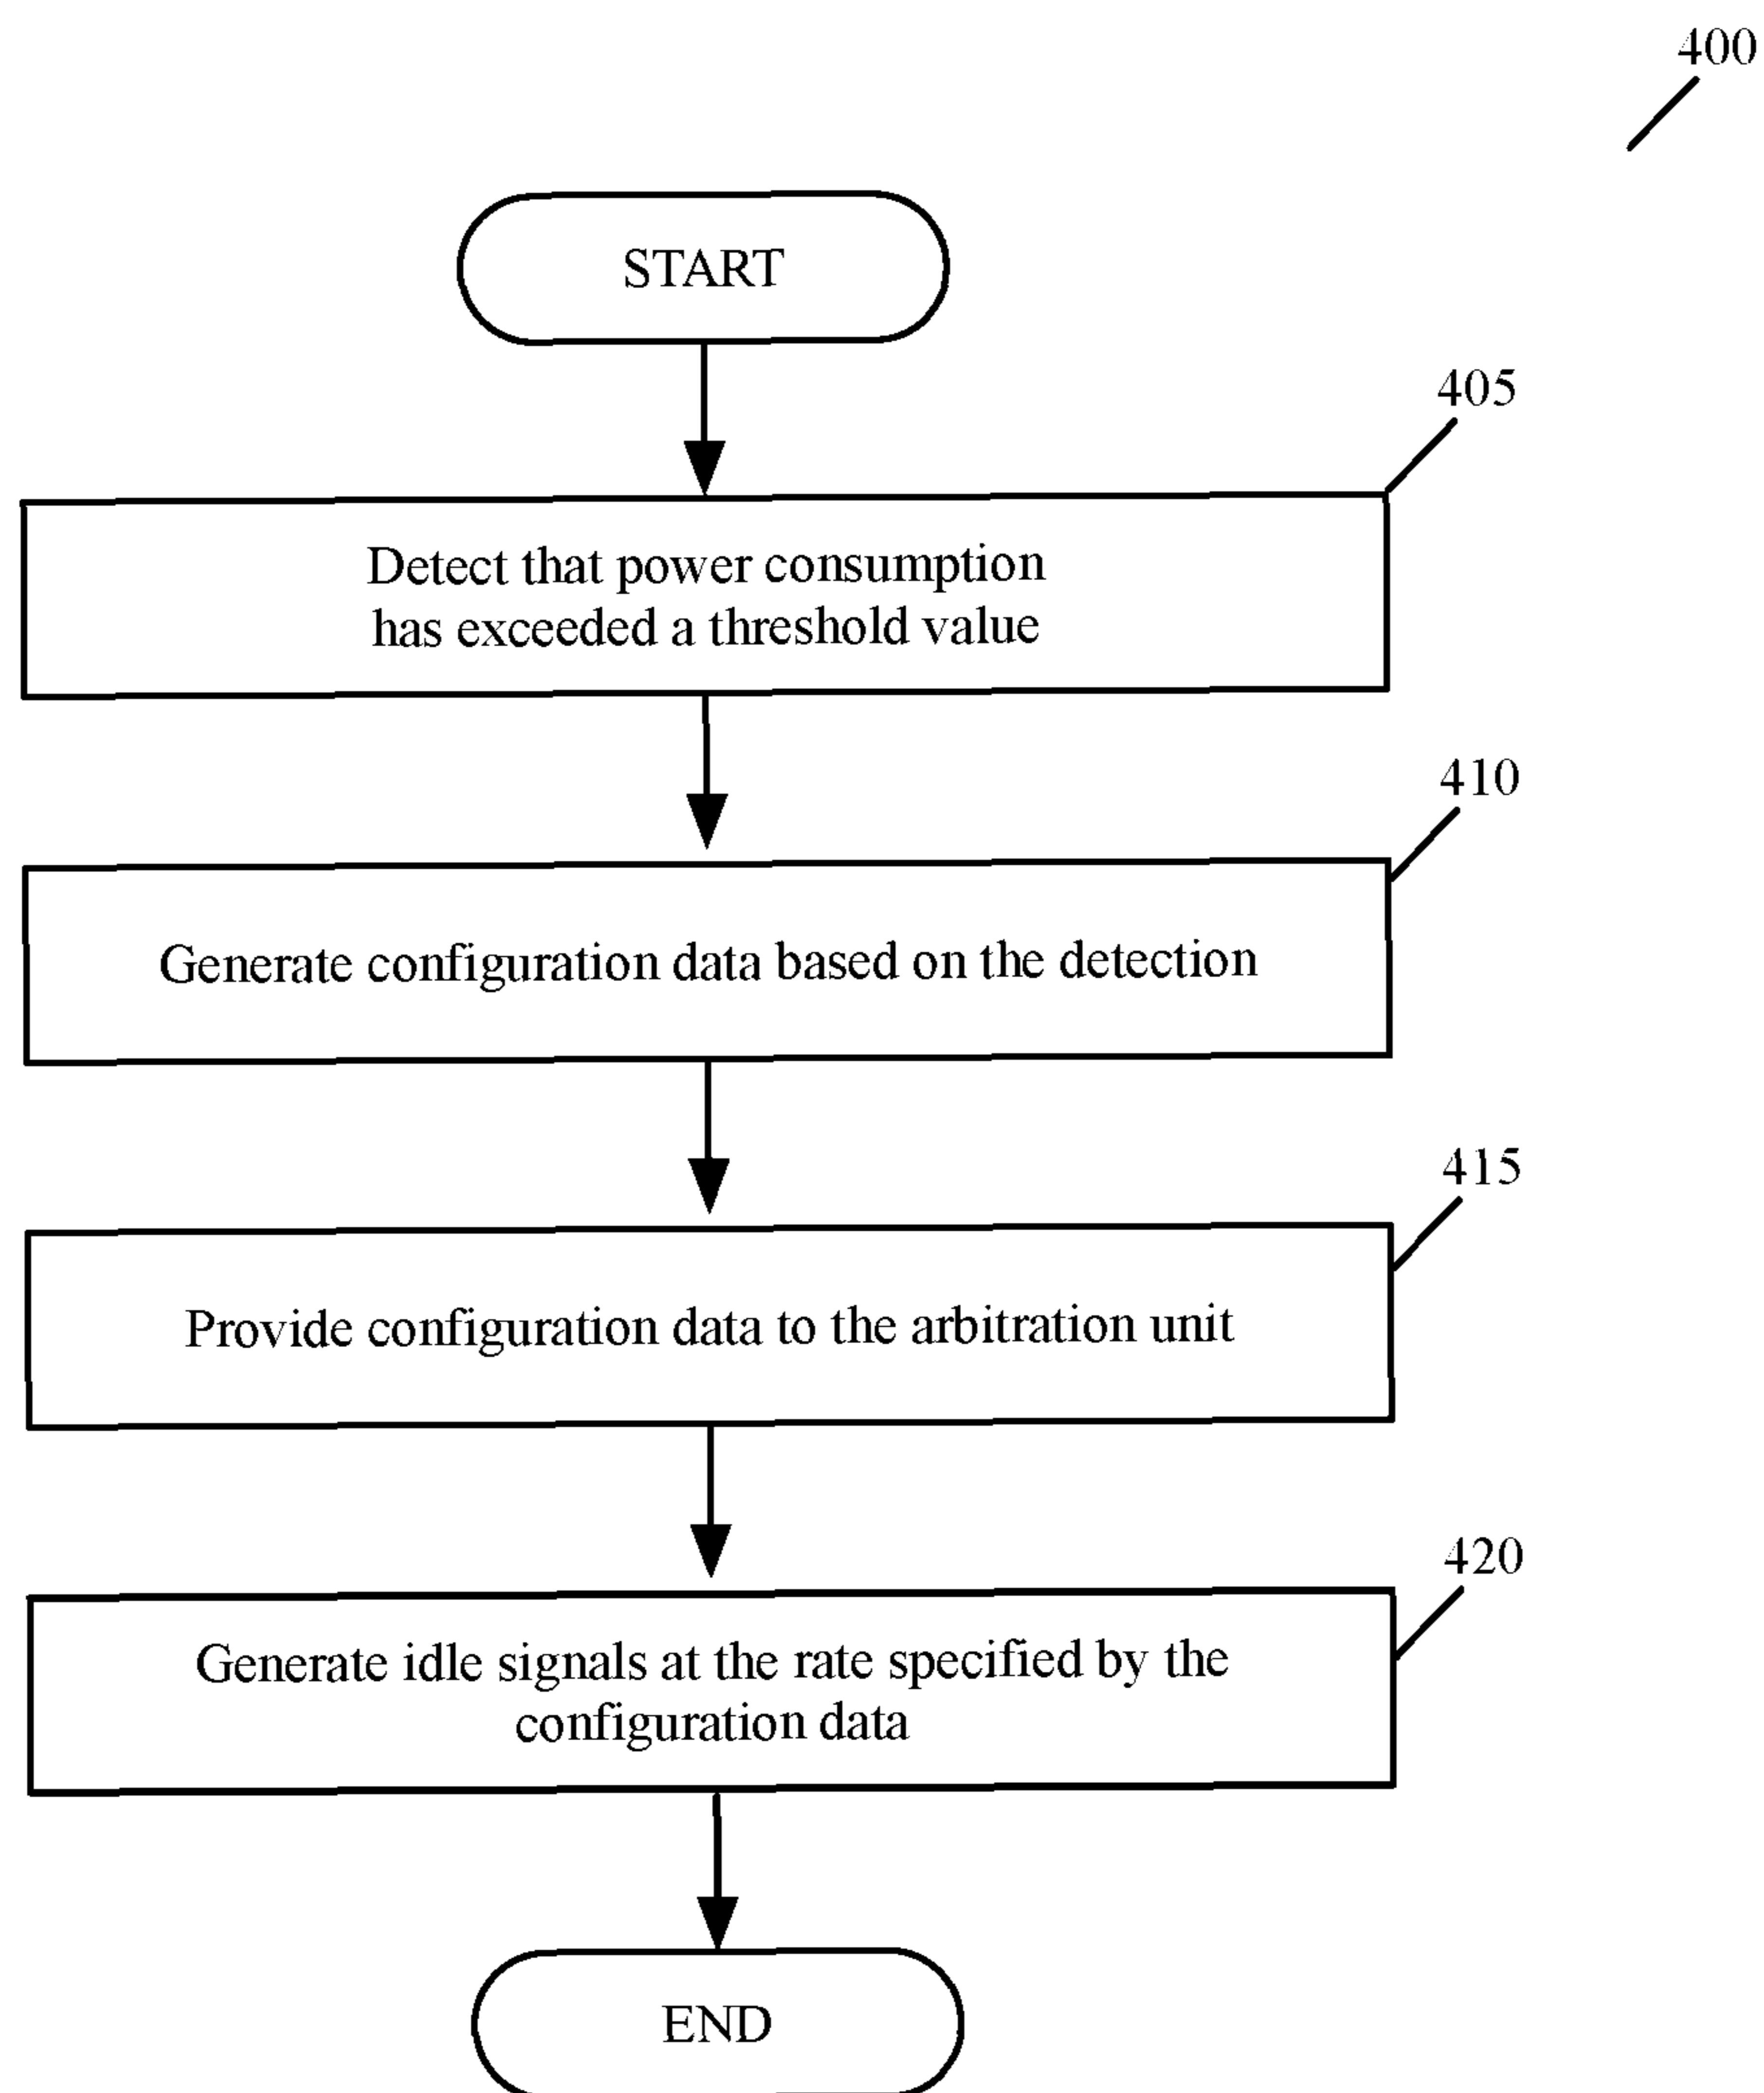 400
START
405
Detect that power consumption
has exceeded a threshold value
410
Generate configuration data based on the detection
415
Provide configuration data to the arbitration unit
420
Generate idle signals at the rate specified by the
configuration data
END